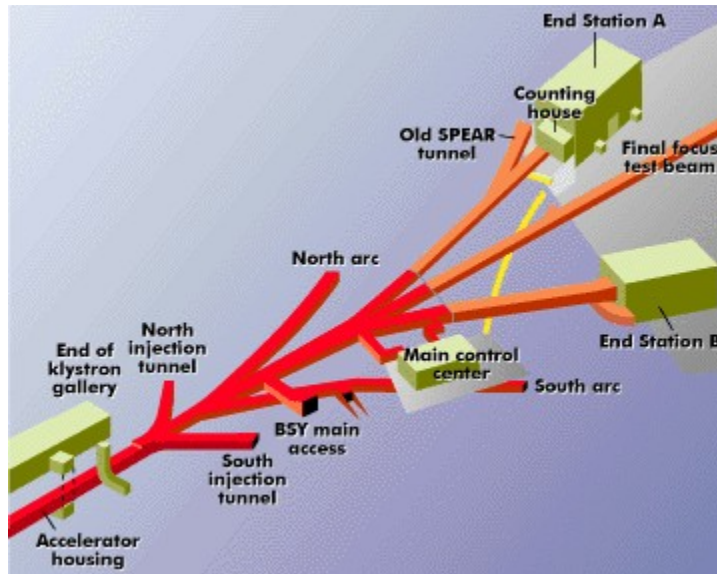 End Station A
Counting
house
Old SPEAR
tunnel
Final focus
test beam
North arc
North
injection
tunnel
End of
klystron
gallery
Main control
center
End Station B
South arc
BSY main
access
South
injection
tunnel
Accelerator
housing